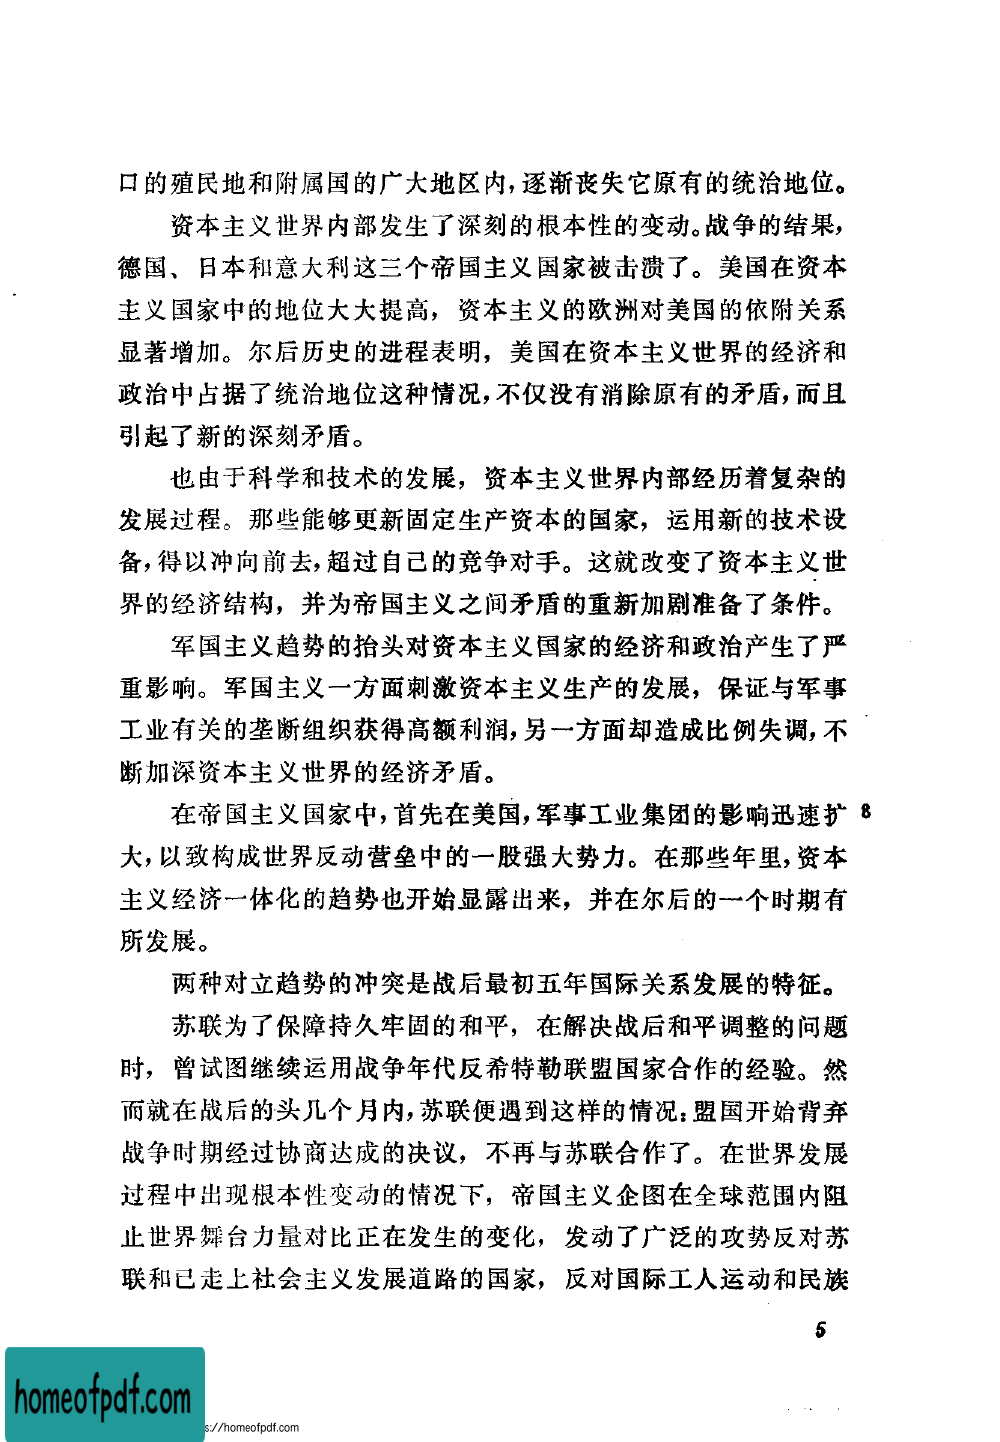 口的殖民地和附属国的广大地区内，逐渐丧失它原有的统治地位。
资本主义世界内部发生了深刻的根本性的变动。战争的结果，
德国、日本和意大利这三个帝国主义国家被击溃了。美国在资本
主义国家中的地位大大提高，资本主义的欧洲对美国的依附关系
显著增加。尔后历史的进程表明，美国在资本主义世界的经济和
政治中占据了统治地位这种情况，不仅没有消除原有的矛盾，而且
引起了新的深刻矛盾。
也由于科学和技术的发展，资本主义世界内部经历着复杂的
发展过程。那些能够更新固定生产资本的国家，运用新的技术设
备，得以冲向前去，超过自己的竞争对手。这就改变了资本主义世
界的经济结构，并为帝国主义之间矛盾的重新加剧准备了条件。
军国主义趋势的抬头对资本主义国家的经济和政治产生了严
重影响。军国主义一方面刺激资本主义生产的发展，保证与军事
工业有关的垄断组织获得高额利润，另一方面却造成比例失调，不
断加深资本主义世界的经济矛盾。
在帝国主义国家中，首先在美国，军事工业集团的影响迅速扩 8
大，以致构成世界反动营垒中的一股强大势力。在那些年里，资本
主义经济一体化的趋势也开始显露出来，并在尔后的一个时期有
所发展。
两种对立趋势的冲突是战后最初五年国际关系发展的特征。
苏联为了保障持久牢固的和平，在解决战后和平调整的问题
时，曾试图继续运用战争年代反希特勒联盟国家合作的经验。然
而就在战后的头几个月内，苏联便遇到这样的情况：盟国开始背弃
战争时期经过协商达成的决议，不再与苏联合作了。在世界发展
过程中出现根本性变动的情况下，帝国主义企图在全球范围内阻
止世界舞台力量对比正在发生的变化，发动了广泛的攻势反对苏
联和已走上社会主义发展道路的国家，反对国际工人运动和民族
5
homeofpdf.com
s://homeofpdf.com